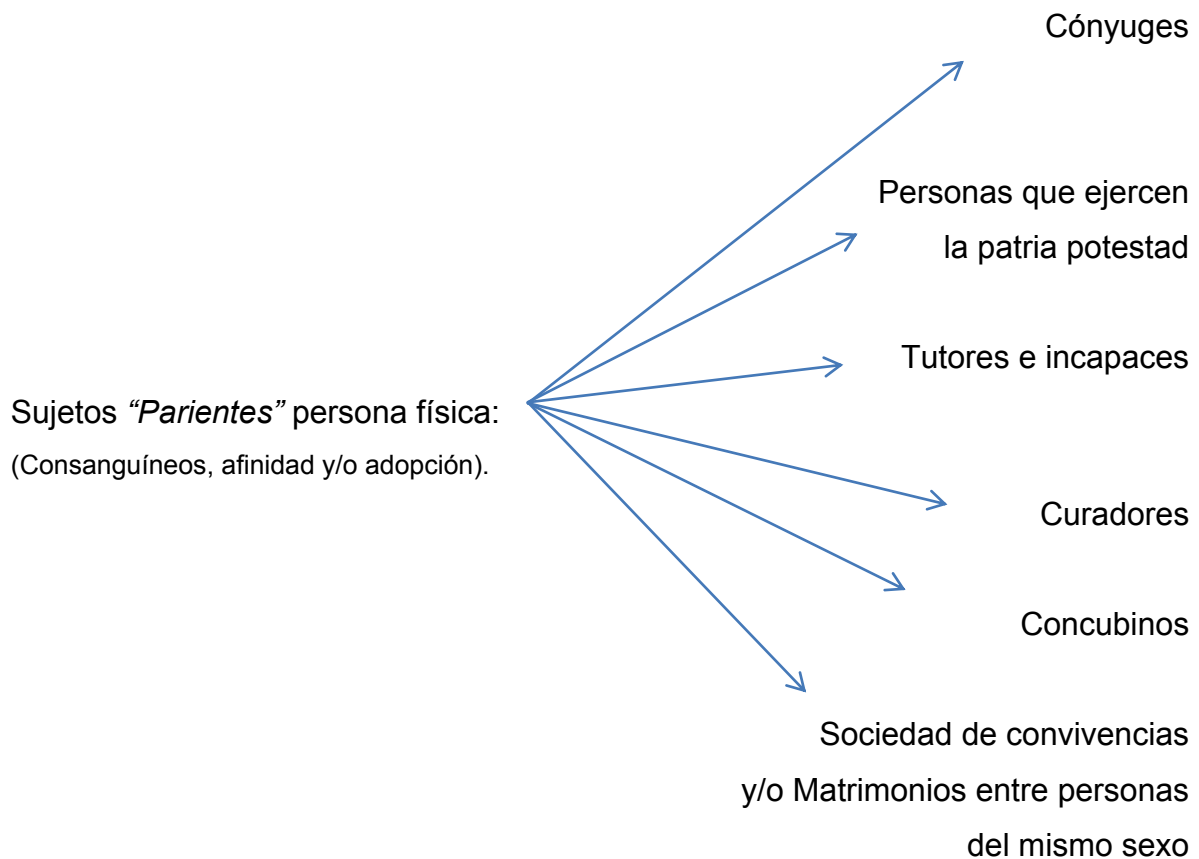 Cónyuges
Personas que ejercen
la patria potestad
Tutores e incapaces
Sujetos “Parientes” persona física:
(Consanguíneos, afinidad y/o adopción).
Curadores
Concubinos
Sociedad de convivencias
y/o Matrimonios entre personas
del mismo sexo